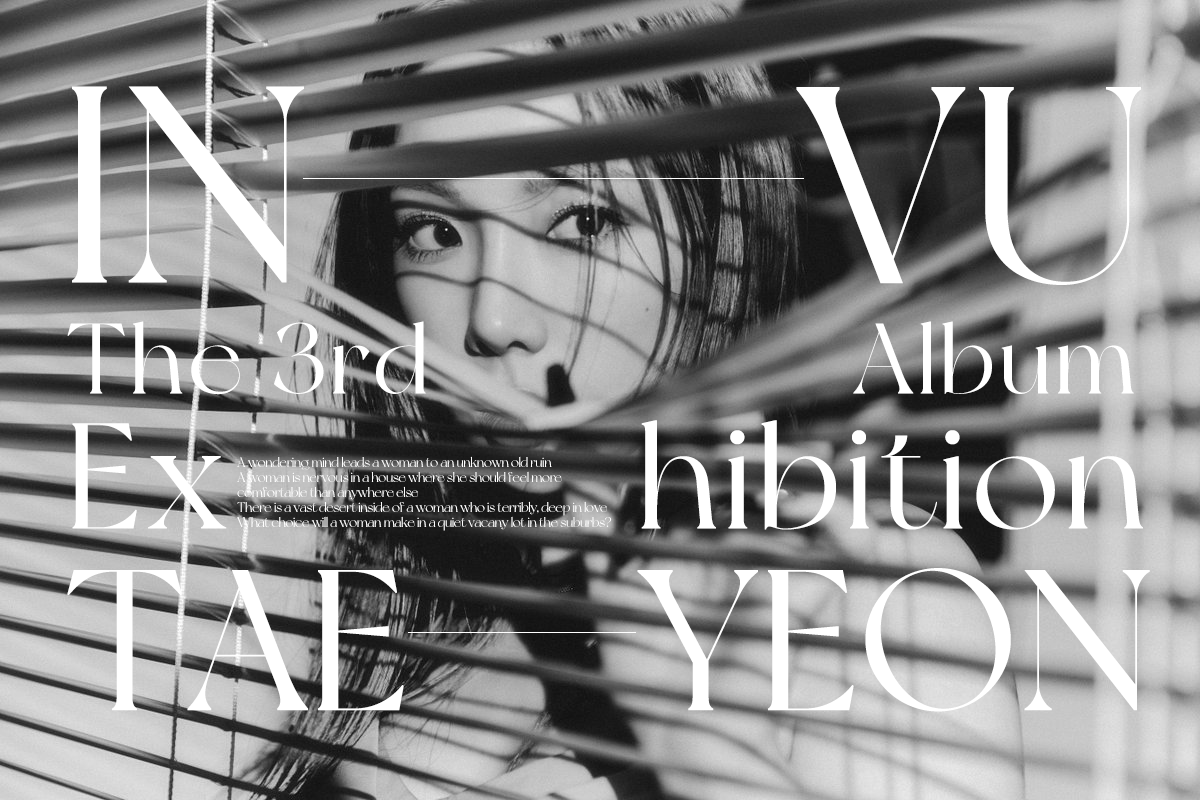 IN VU
The 3rd Album
Ex hibition
A wondering mind leads a woman to an unknown old ruin
A woman is nervous in a house where she should feel more
comfortable than anywhere else
There is a vast desert inside of a woman who is terribly, deep in love
What choice will a woman make in a quiet vacany lot in the suburbs?
TAE YEON